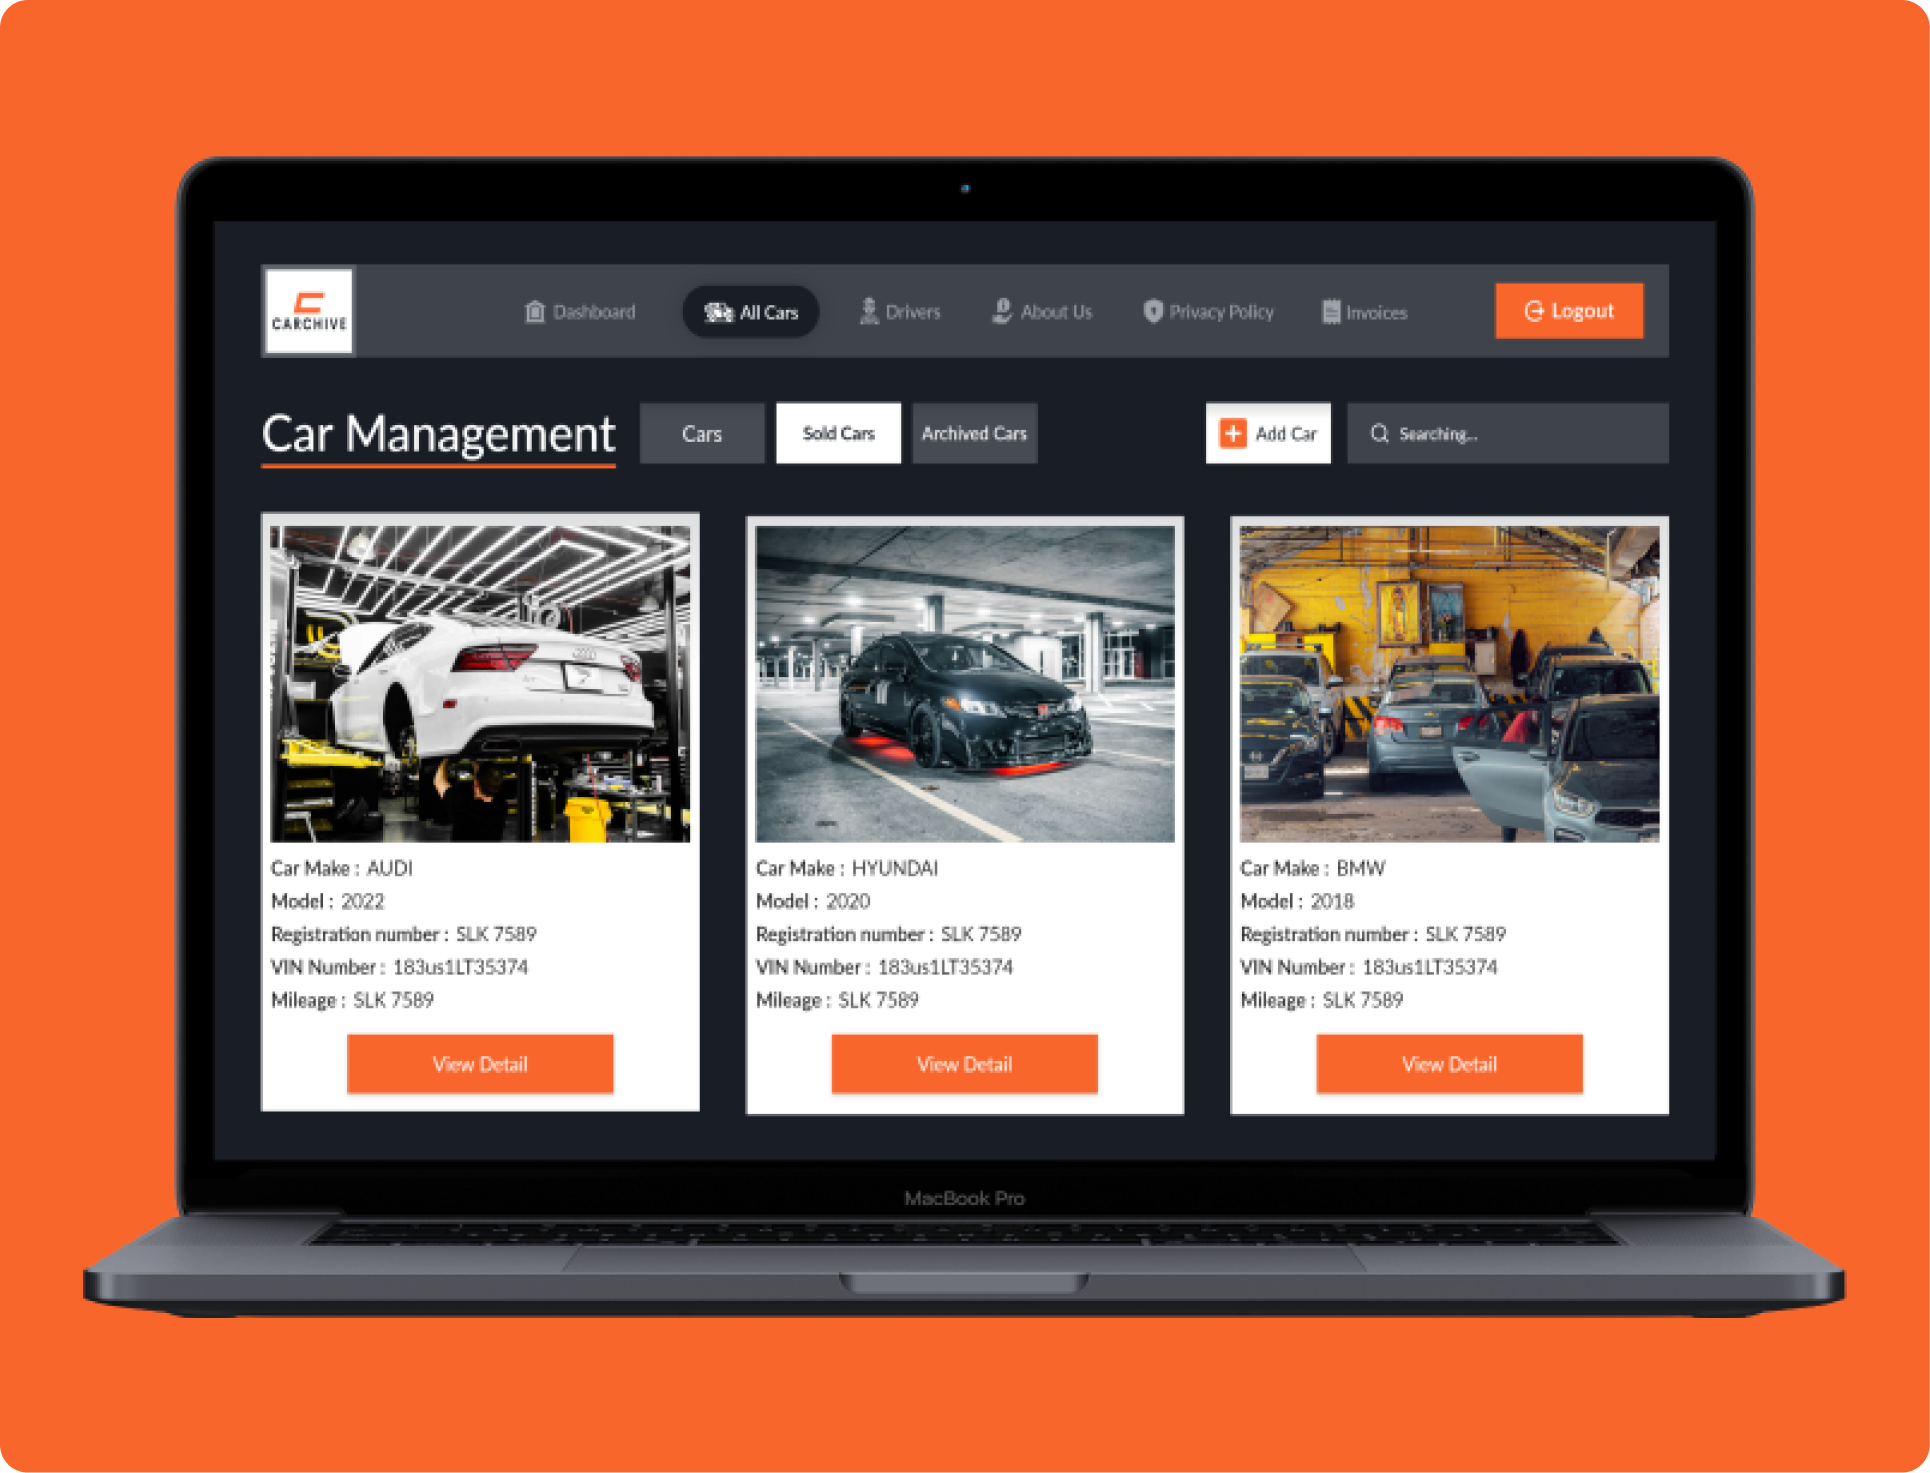 CARCHIVE
Dashboard
All Cars
Drivers
About Us
Privacy Policy
Invoices
Logout
Car Management
Cars
Sold Cars
Archived Cars
Add Car
Searching...
Car Make : AUDI
Model : 2022
Registration number : SLK 7589
VIN Number : 183us1LT35374
Mileage : SLK 7589
View Detail
Car Make : HYUNDAI
Model : 2020
Registration number : SLK 7589
VIN Number : 183us1LT35374
Mileage : SLK 7589
View Detail
Car Make : BMW
Model : 2018
Registration number : SLK 7589
VIN Number : 183us1LT35374
Mileage : SLK 7589
View Detail
MacBook Pro